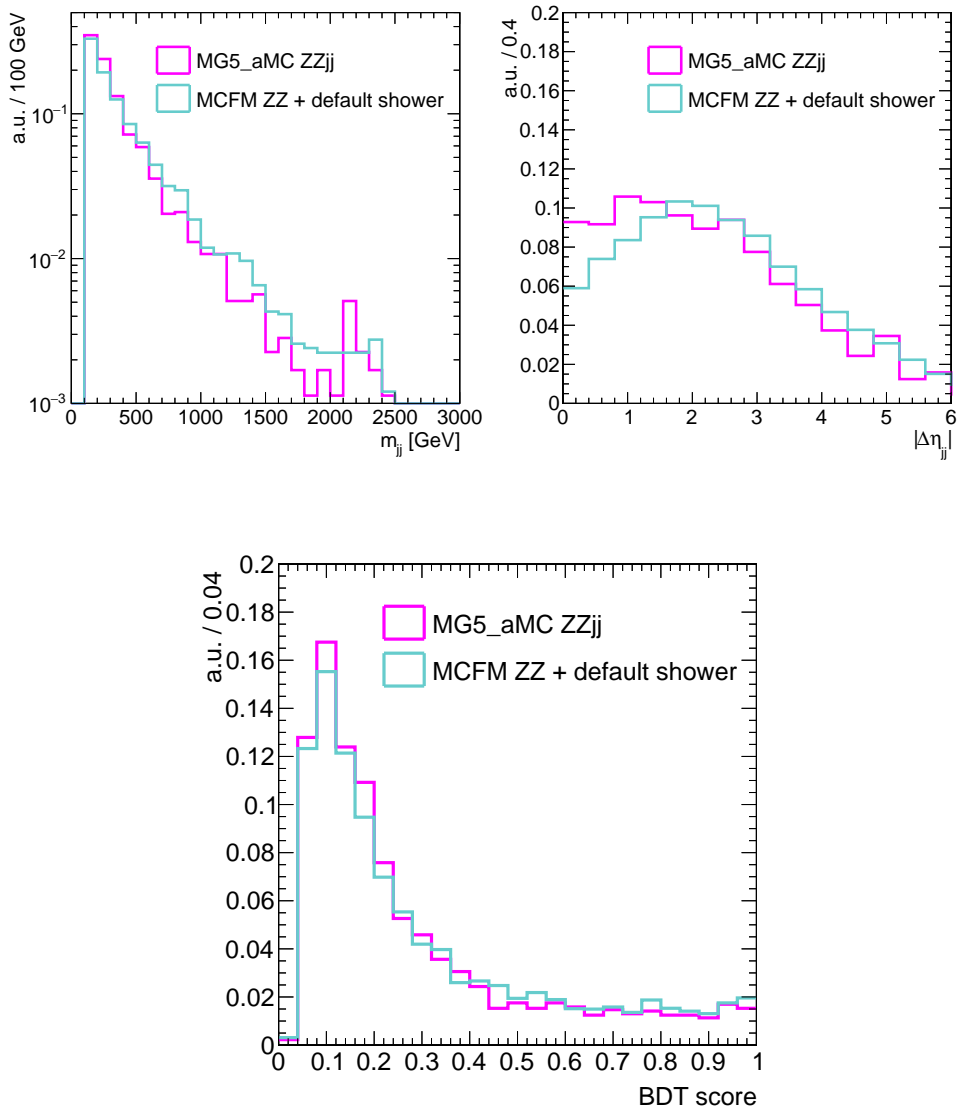 a.u. / 100 GeV
MG5_aMC ZZjj
MCFM ZZ + default shower
10−1
10−2
10−3
0 500 1000 1500 2000 2500 3000
mjj [GeV]
a.u. / 0.4
MG5_aMC ZZjj
MCFM ZZ + default shower
0.2
0.18
0.16
0.14
0.12
0.1
0.08
0.06
0.04
0.02
0
0 1 2 3 4 5 6
|Δηjj|
a.u. / 0.04
MG5_aMC ZZjj
MCFM ZZ + default shower
0.2
0.18
0.16
0.14
0.12
0.1
0.08
0.06
0.04
0.02
0
0 0.1 0.2 0.3 0.4 0.5 0.6 0.7 0.8 0.9 1
BDT score